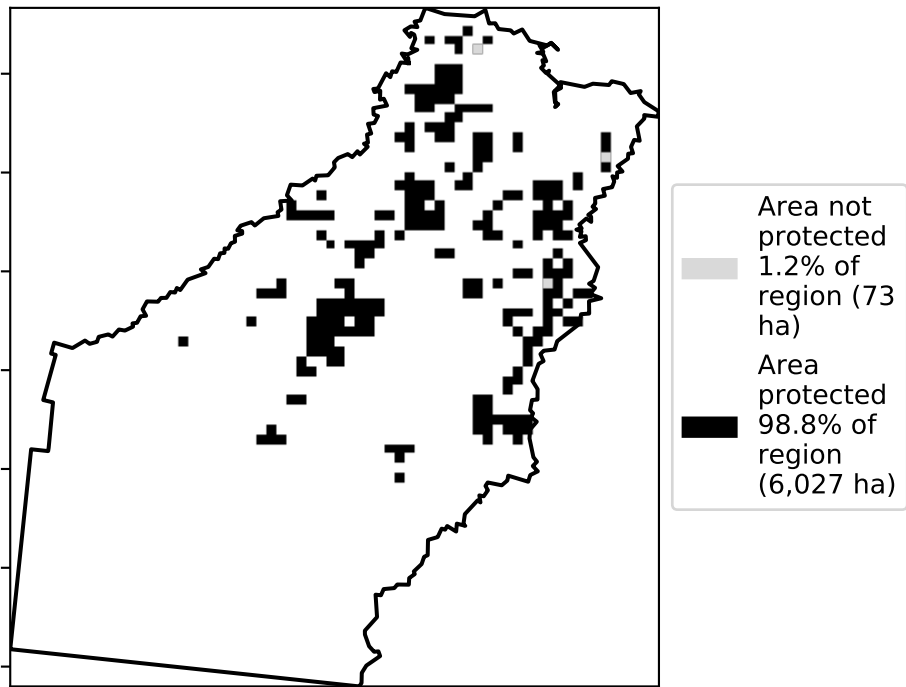 Area not
protected
1.2% of
region (73
ha)
Area
protected
98.8% of
region
(6,027 ha)